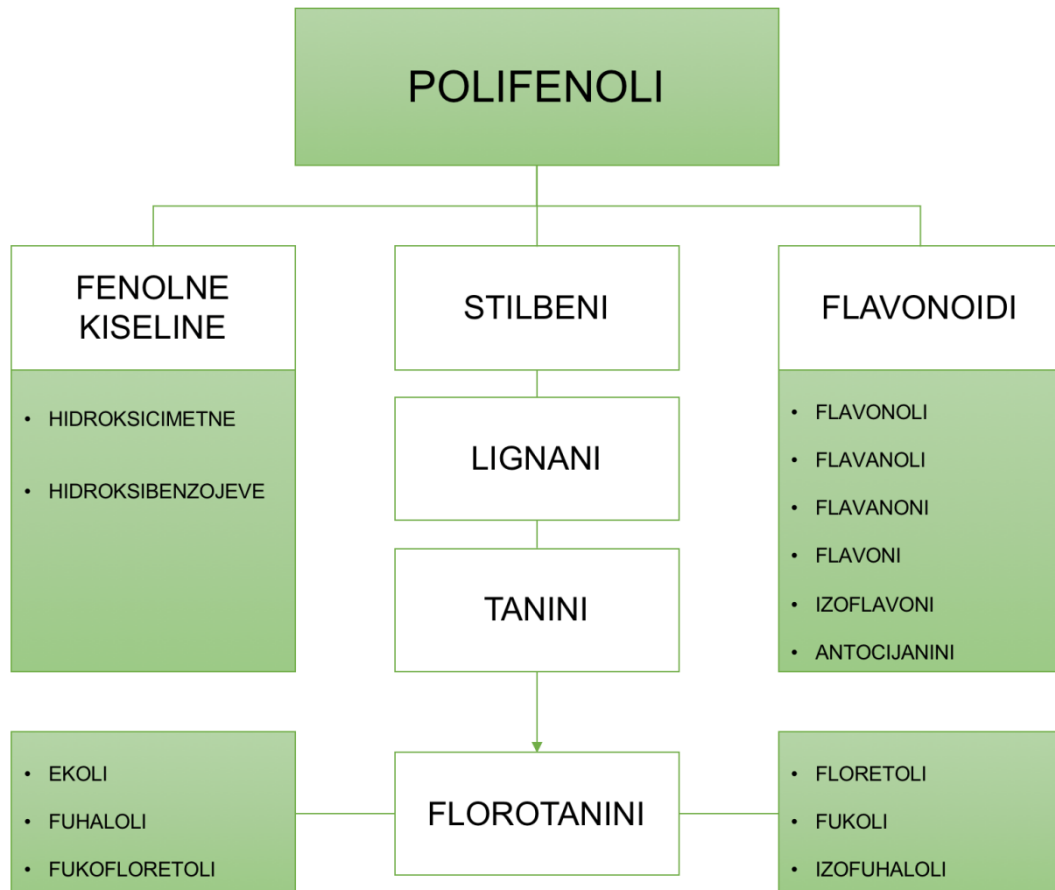 POLIFENOLI
FENOLNE
KISELINE
• HIDROKSICIMETNE
• HIDROKSIBENZOJEVE
STILBENI
LIGNANI
TANINI
FLAVONOIDI
• FLAVONOLI
• FLAVANOLI
• FLAVANONI
• FLAVONI
• IZOFLAVONI
• ANTOCIJANINI
• EKOLI
• FUHALOLI
• FUKOFLORETOLI
FLOROTANINI
• FLORETOLI
• FUKOLI
• IZOFUHALOLI